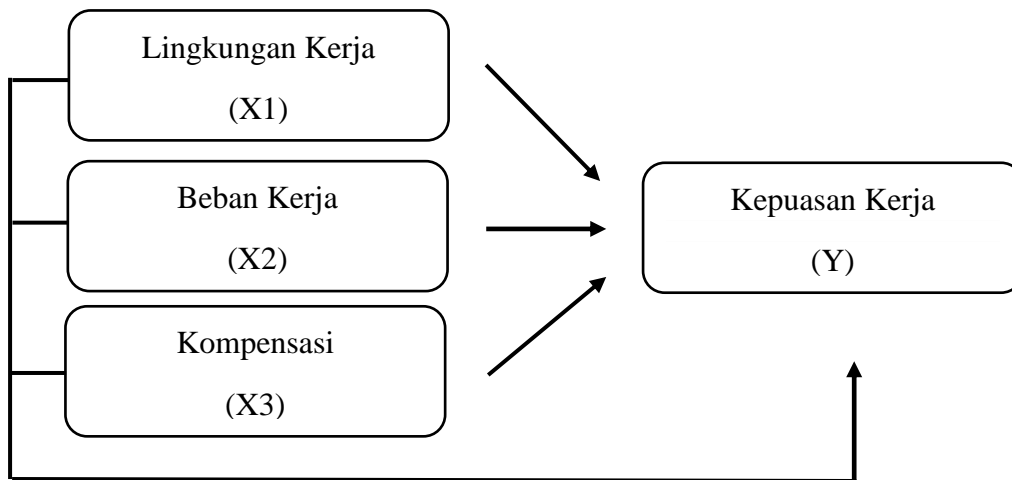 Lingkungan Kerja
(X1)
Beban Kerja
(X2)
Kompensasi
(X3)
Kepuasan Kerja
(Y)